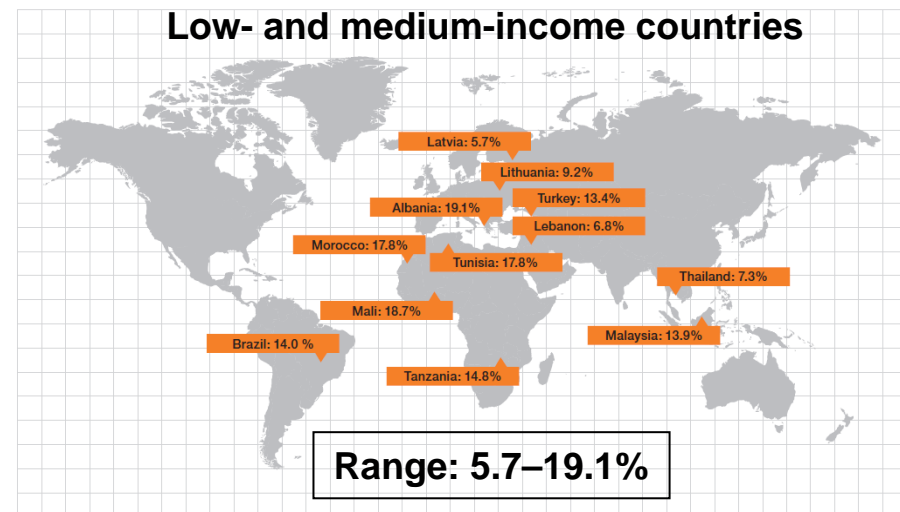 Low- and medium-income countries
Latvia: 5.7%
Lithuania: 9.2%
Turkey: 13.4%
Albania: 19.1%
Lebanon: 6.8%
Morocco: 17.8%
Tunisia: 17.8%
Thailand: 7.3%
Mali: 18.7%
Malaysia: 13.9%
Brazil: 14.0 %
Tanzania: 14.8%
Range: 5.7–19.1%